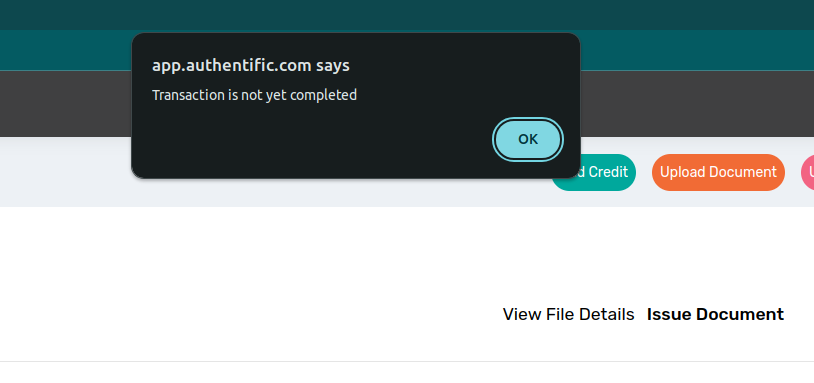 app.authentific.com says
Transaction is not yet completed
OK
Credit
Upload Document
View File Details
Issue Document